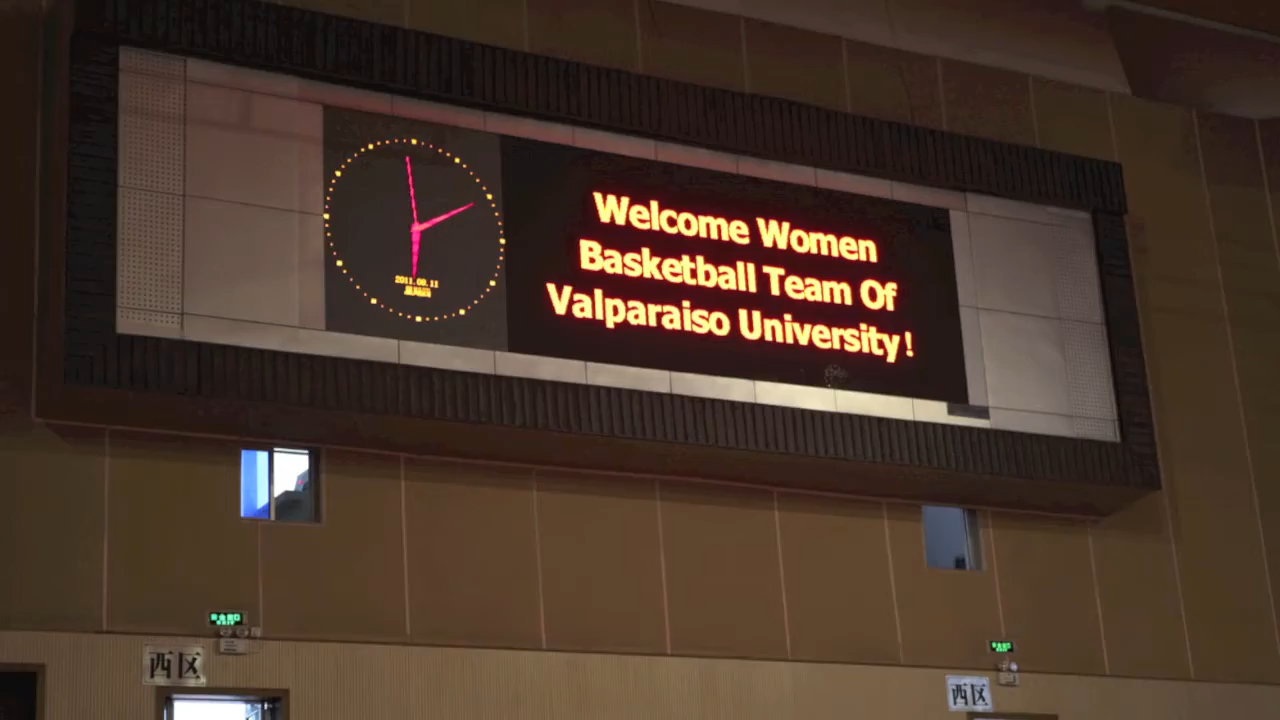 Welcome Women
Basketball Team Of
Valparaiso University!
西区
西区